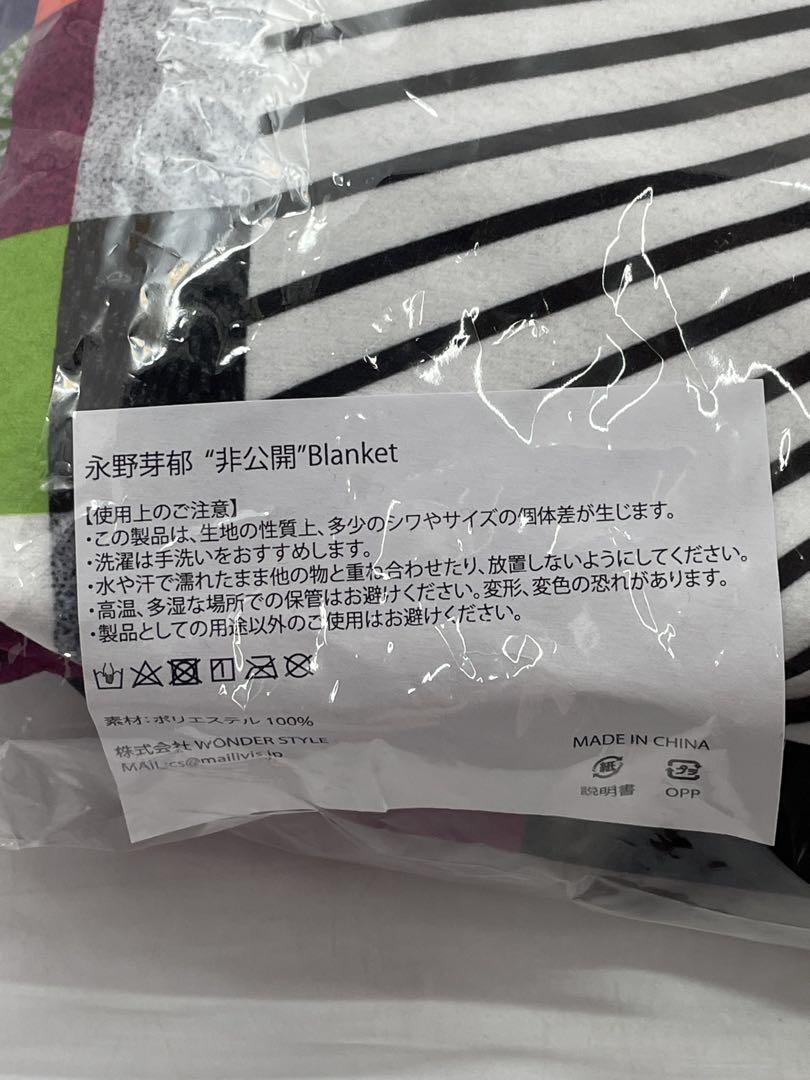 永野芽郁 “非公開”Blanket
【使用上のご注意】
・この製品は、生地の性質上、多少のシワやサイズの個体差が生じます。
・洗濯は手洗いをおすすめします。
・水や汗で濡れたまま他の物と重ね合わせたり、放置しないようにしてください。
・高温、多湿な場所での保管はお避けください。変形、変色の恐れがあります。
・製品としての用途以外のご使用はお避けください。
素材：ポリエステル 100%
株式会社 WONDER STYLE
MAIL:cs@mallivis.jp
MADE IN CHINA
紙 プラ
説明書 OPP